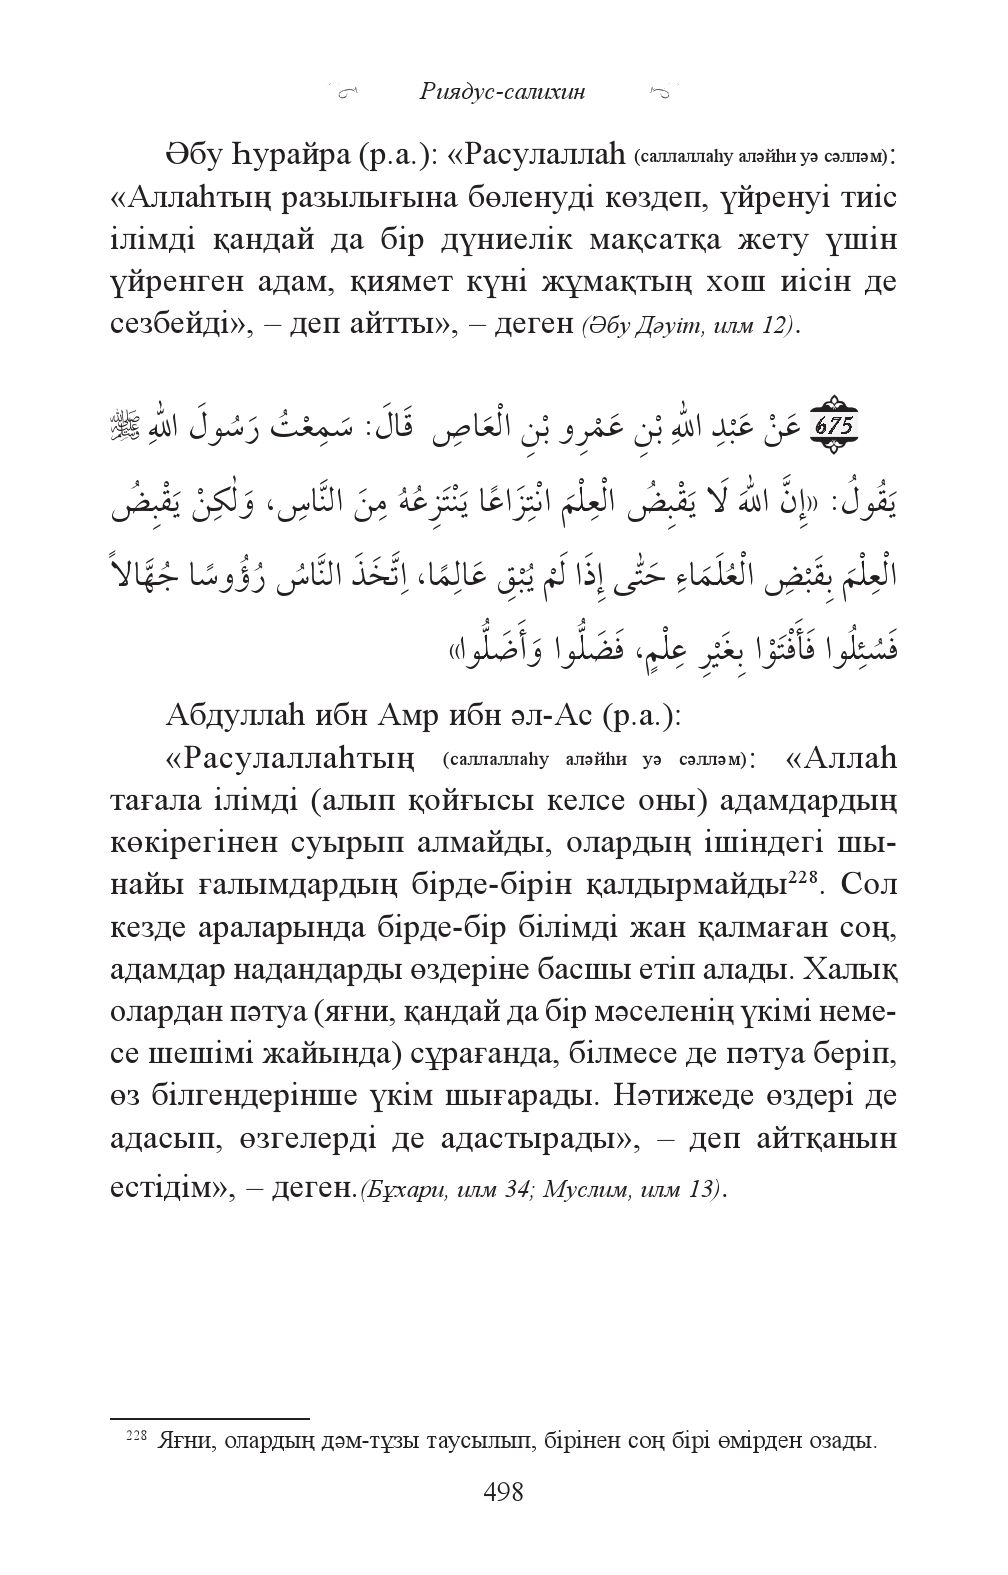 Риядус-салихин
Әбу Һурайра (р.а.): «Расулаллаһ (саллаллаһу аләйһи уә сәлләм):
«Аллаһтың разылығына бөленуді көздеп, үйренуі тиіс
ілімді қандай да бір дүниелік мақсатқа жету үшін
үйренген адам, қиямет күні жұмақтың хош иісін де
сезбейді», – деп айтты», – деген (Әбу Дәуіт, илм 12).
675 عَنْ عَبْدِ اللهِ بْنِ عَمْرِو بْنِ الْعَاصِ قَالَ: سَمِعْتُ رَسُولَ اللهِ ﷺ
يَقُولُ: «إِنَّ اللهَ لَا يَقْبِضُ الْعِلْمَ انْتِزَاعًا يَنْتَزِعُهُ مِنَ النَّاسِ، وَلٰكِنْ يَقْبِضُ
الْعِلْمَ بِقَبْضِ الْعُلَمَاءِ حَتّٰى إِذَا لَمْ يُبْقِ عَالِمًا، اِتَّخَذَ النَّاسُ رُؤُوسًا جُهَّالاً
فَسُئِلُوا فَأَفْتَوْا بِغَيْرِ عِلْمٍ، فَضَلُّوا وَأَضَلُّوا»
Абдуллаһ ибн Амр ибн әл-Ас (р.а.):
«Расулаллаһтың (саллаллаһу аләйһи уә сәлләм): «Аллаһ
тағала ілімді (алып қойғысы келсе оны) адамдардың
көкірегінен суырып алмайды, олардың ішіндегі шы-
найы ғалымдардың бірде-бірін қалдырмайды²²⁸. Сол
кезде араларында бірде-бір білімді жан қалмаған соң,
адамдар надандарды өздеріне басшы етіп алады. Халық
олардан пәтуа (яғни, қандай да бір мәселенің үкімі неме-
се шешімі жайында) сұрағанда, білмесе де пәтуа беріп,
өз білгендерінше үкім шығарады. Нәтижеде өздері де
адасып, өзгелерді де адастырады», – деп айтқанын
естідім», – деген.(Бұхари, илм 34; Муслим, илм 13).
²²⁸ Яғни, олардың дәм-тұзы таусылып, бірінен соң бірі өмірден озады.
498